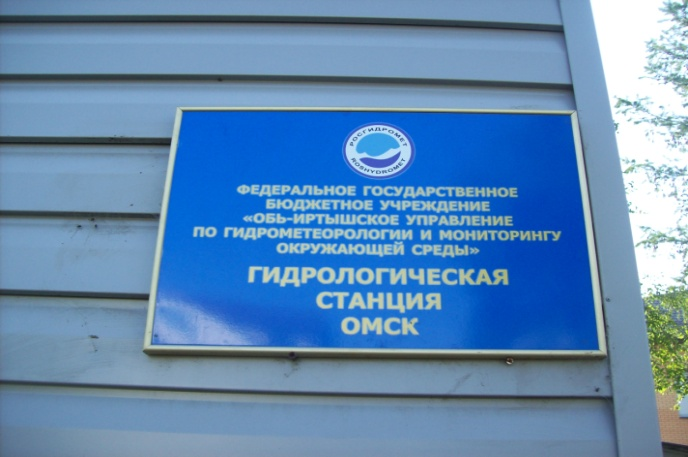 РОСГИДРОМЕТ
ROSHYDROMET
ФЕДЕРАЛЬНОЕ ГОСУДАРСТВЕННОЕ
БЮДЖЕТНОЕ УЧРЕЖДЕНИЕ
«ОБЬ-ИРТЫШСКОЕ УПРАВЛЕНИЕ
ПО ГИДРОМЕТЕОРОЛОГИИ И МОНИТОРИНГУ
ОКРУЖАЮЩЕЙ СРЕДЫ»
ГИДРОЛОГИЧЕСКАЯ
СТАНЦИЯ
ОМСК